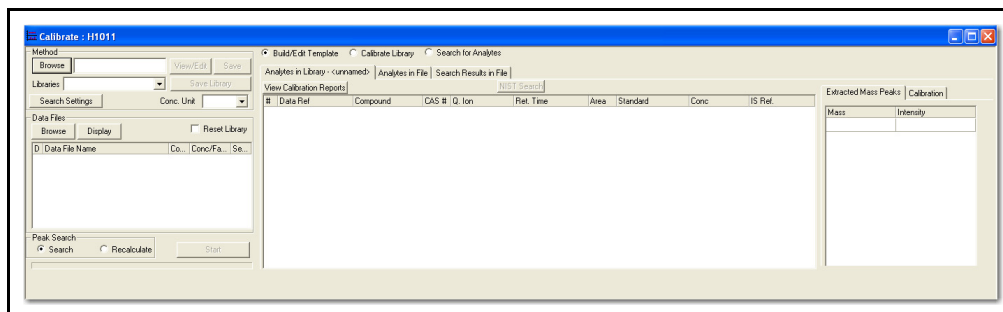 Calibrate : H1011
Method
Browse View/Edit Save
Libraries Save Library
Search Settings Conc. Unit
Data Files
Browse Display Reset Library
D Data File Name Co... Conc/Fa... Se...
Peak Search
Search Recalculate Start
Build/Edit Template Calibrate Library Search for Analytes
Analytes in Library - <unnamed> Analytes in File Search Results in File
View Calibration Reports NIST Search
# Data Ref Compound CAS # Q. Ion Ret. Time Area Standard Conc IS Ref.
Extracted Mass Peaks Calibration
Mass Intensity